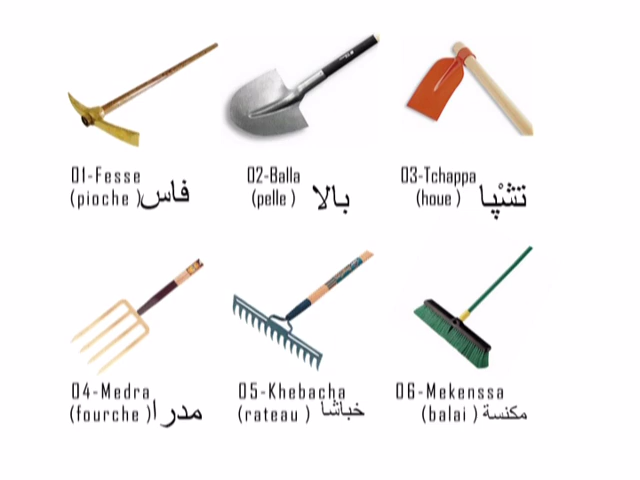 01-Fesse
(pioche) فاس
02-Balla
(pelle) بالا
03-Tchappa
(houe) تشْپا
04-Medra
(fourche) مدرا
05-Khebacha
(rateau) خباشا
06-Mekenssa
(balai) مكنسة